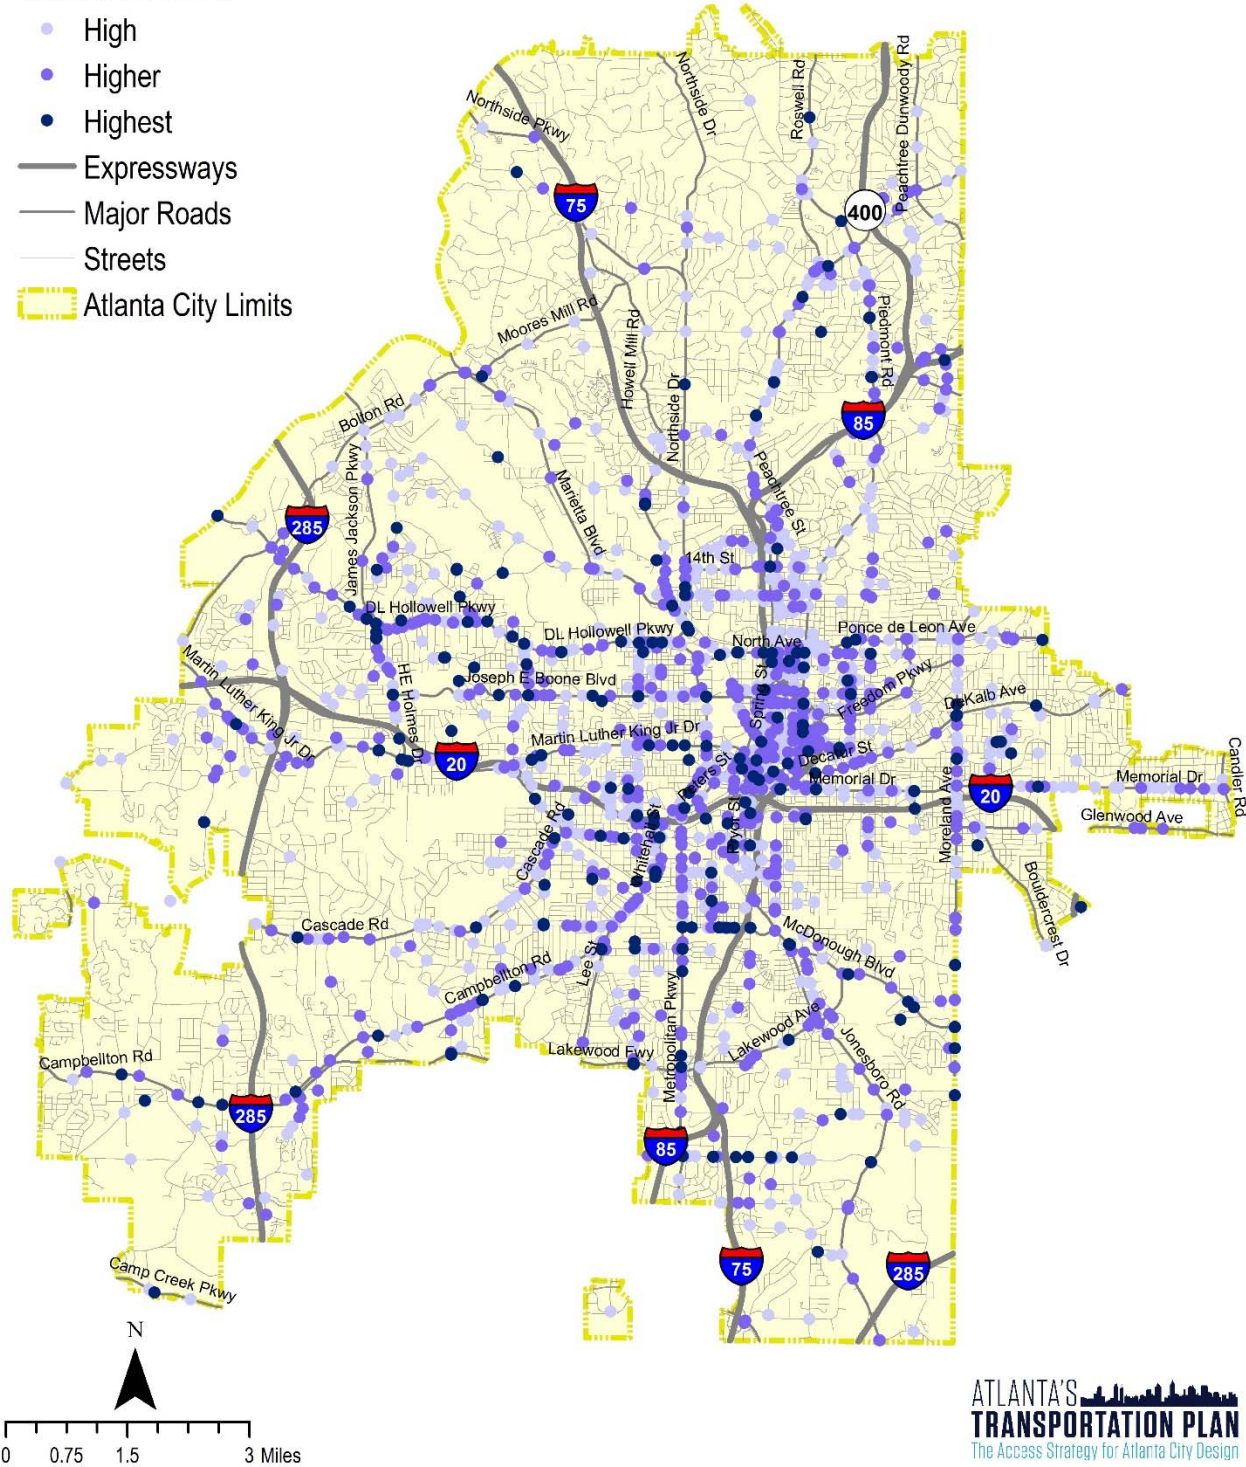 High
Higher
Highest
Expressways
Major Roads
Streets
Atlanta City Limits
Northside Pkwy
Northside Dr
Roswell Rd
Peachtree Dunwoody Rd
75
400
Moores Mill Rd
Howell Mill Rd
Piedmont Rd
Northside Dr
85
Bolton Rd
James Jackson Pkwy
Marietta Blvd
Peachtree St
285
14th St
DL Hollowell Pkwy
DL Hollowell Pkwy
North Ave
Ponce de Leon Ave
Martin Luther King Jr Dr
HE Holmes Dr
Joseph E Boone Blvd
Spring St
Freedom Pkwy
DeKalb Ave
Martin Luther King Jr Dr
20
Peters St
Decatur St
Memorial Dr
Memorial Dr
Candler Rd
20
Glenwood Ave
Moreland Ave
Pryor St
Whitehall St
Cascade Rd
Bouldercrest Dr
Cascade Rd
McDonough Blvd
Lee St
Campbellton Rd
Metropolitan Pkwy
Lakewood Ave
Lakewood Fwy
Jonesboro Rd
Campbellton Rd
285
85
Camp Creek Pkwy
75
285
N
0 0.75 1.5 3 Miles
ATLANTA'S
TRANSPORTATION PLAN
The Access Strategy for Atlanta City Design